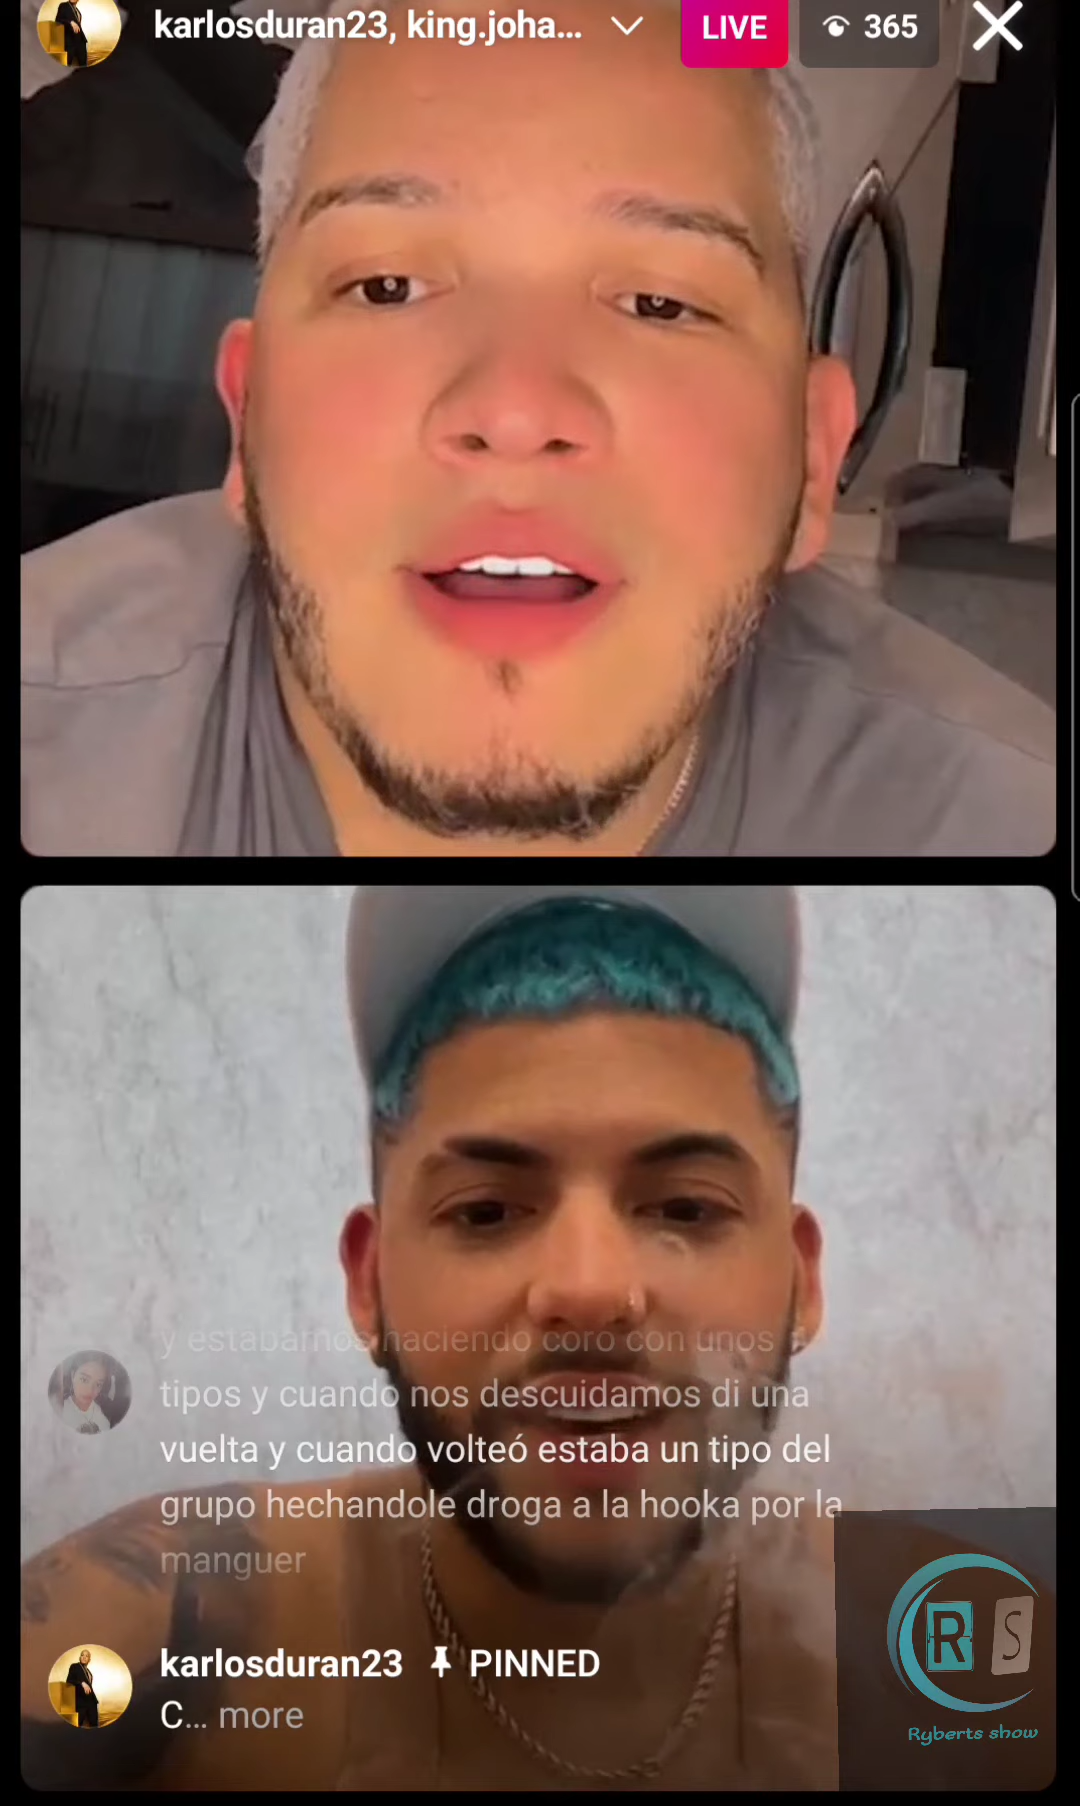 karlosduran23, king.joha...
LIVE
365
y estabamos haciendo coro con unos
tipos y cuando nos descuidamos di una
vuelta y cuando volteó estaba un tipo del
grupo hechandole droga a la hooka por la
manguer
karlosduran23 PINNED
C... more
R S
Ryberts show